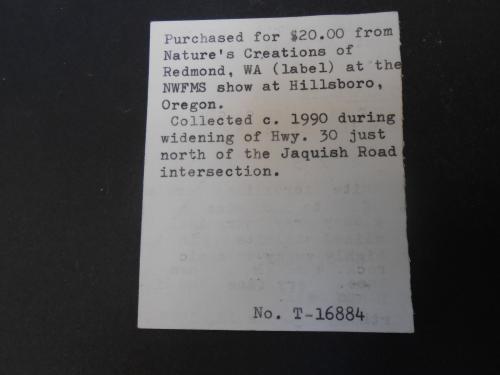 Purchased for $20.00 from
Nature's Creations of
Redmond, WA (label) at the
NWFMS show at Hillsboro,
Oregon.
Collected c. 1990 during
widening of Hwy. 30 just
north of the Jaquish Road
intersection.
No. T-16884